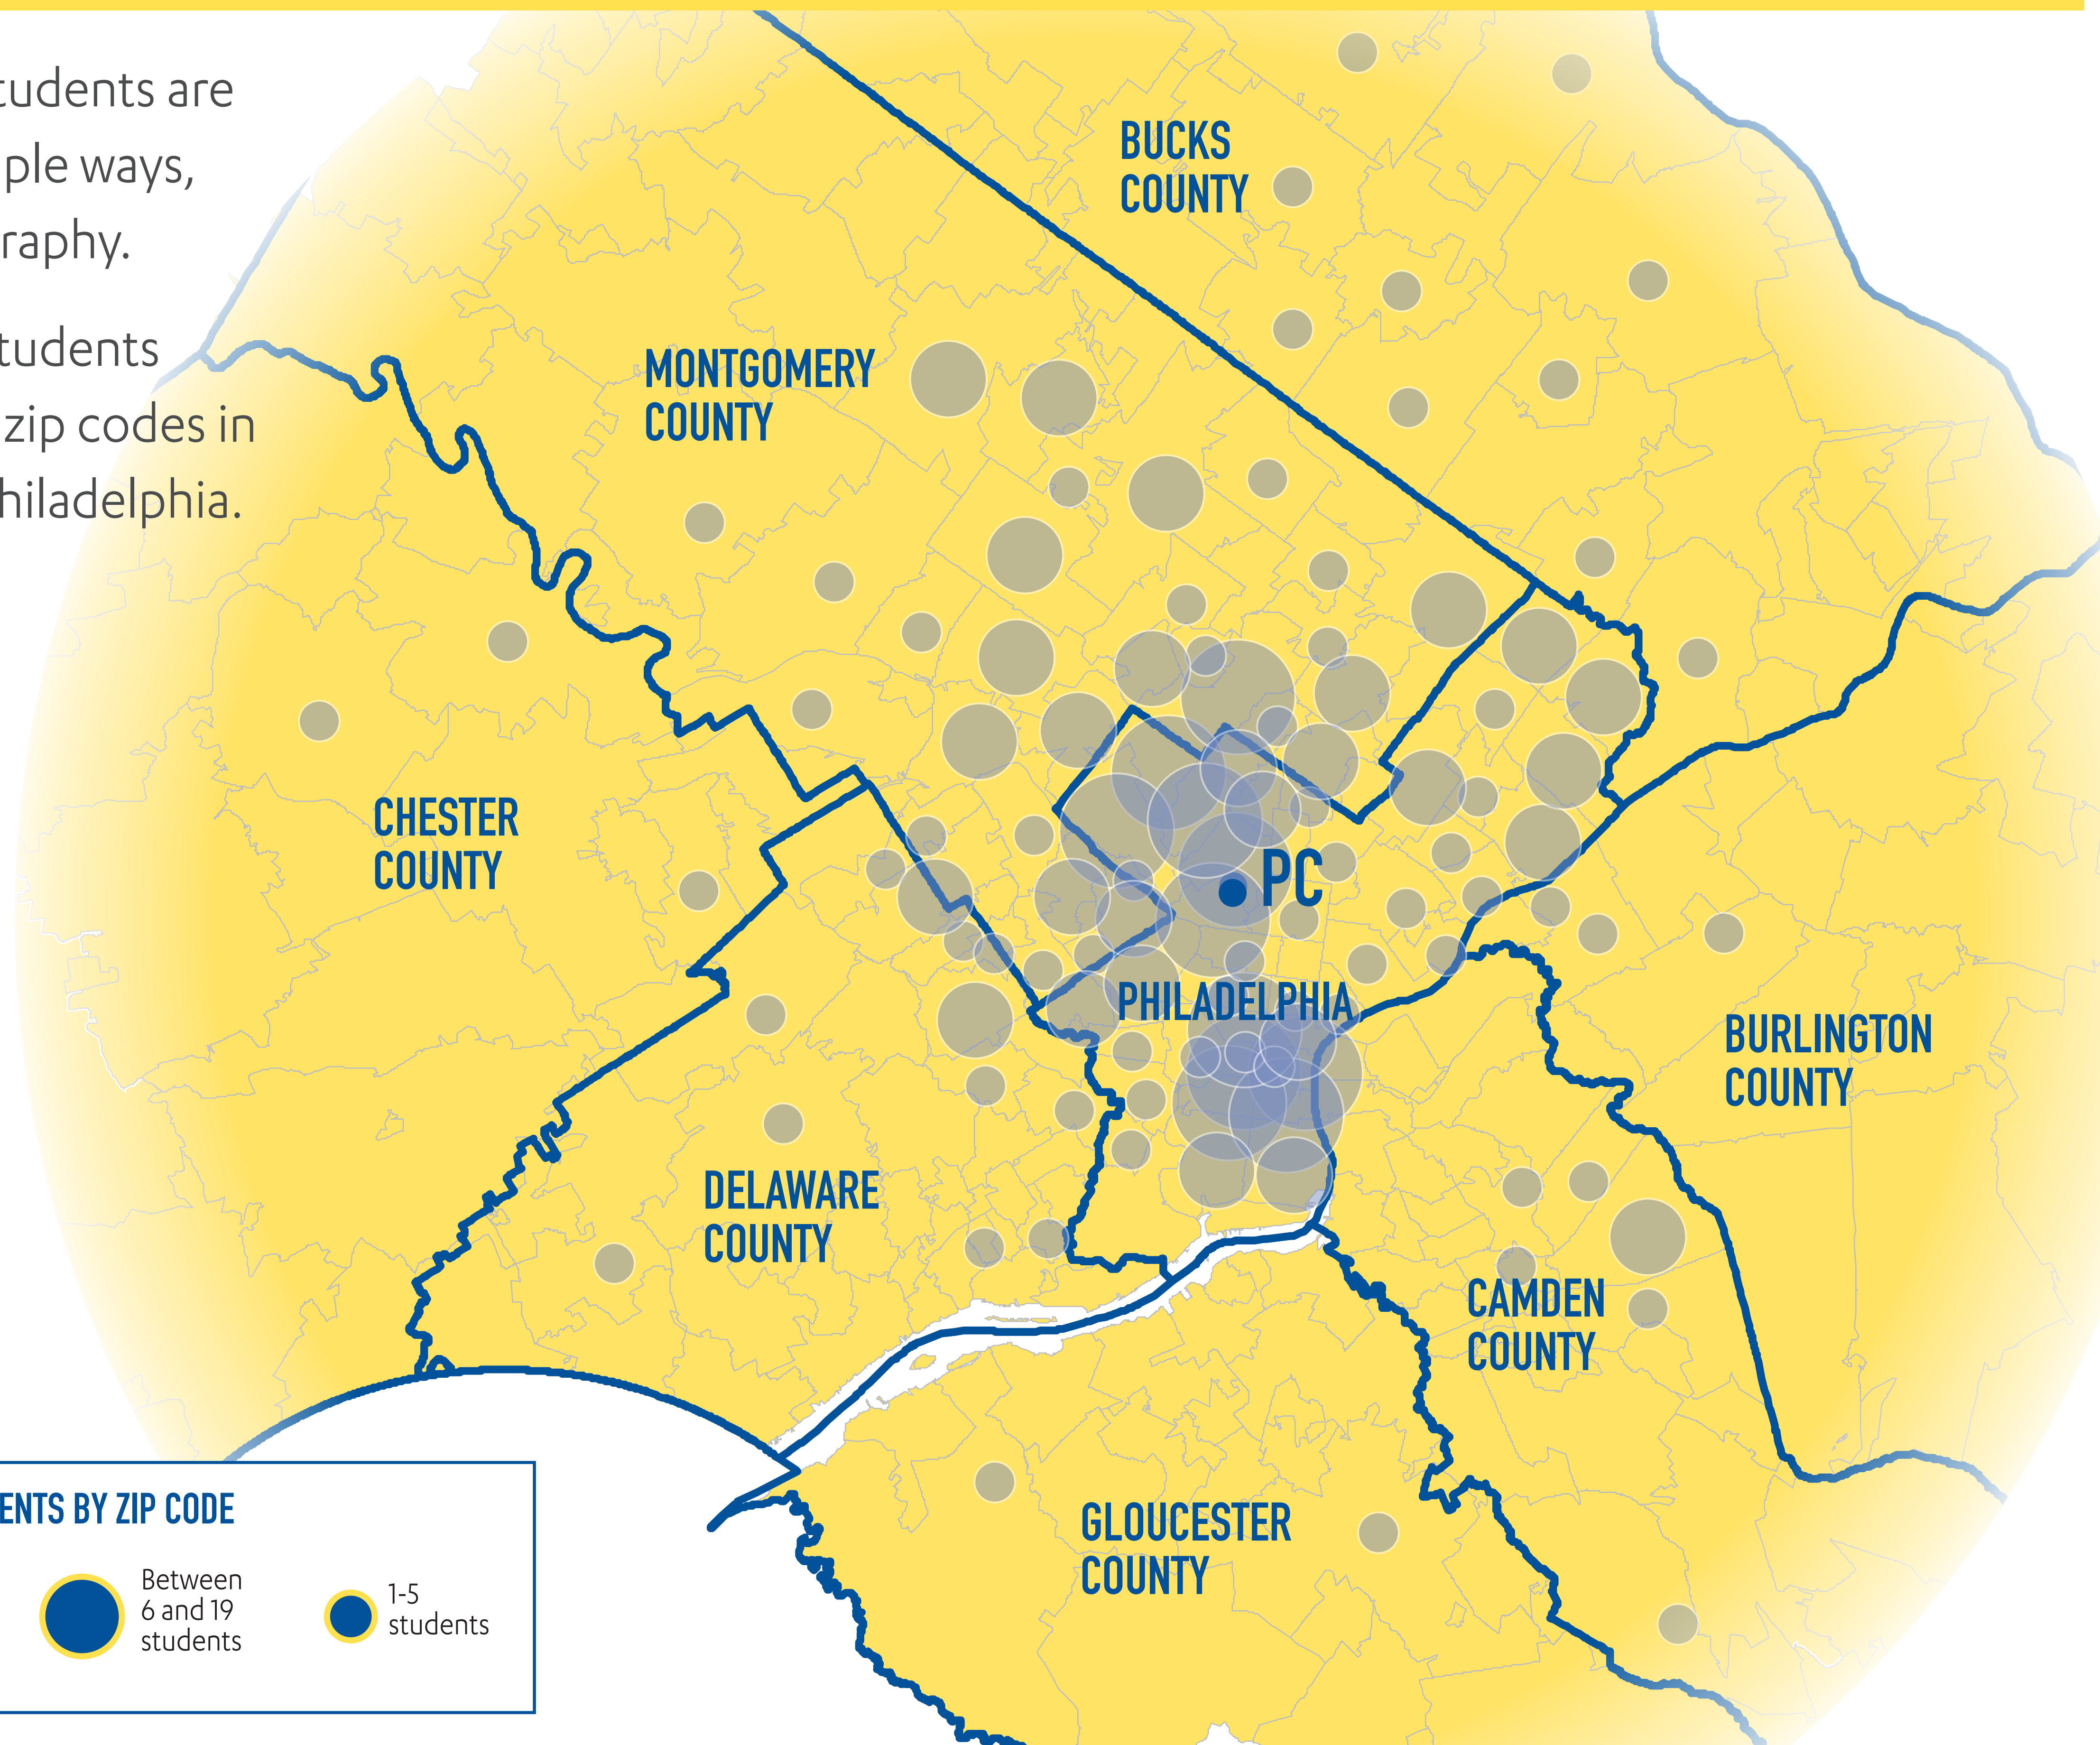 tudents are
ple ways,
raphy.
tudents
zip codes in
hiladelphia.
BUCKS
COUNTY
MONTGOMERY
COUNTY
CHESTER
COUNTY
PC
PHILADELPHIA
BURLINGTON
COUNTY
DELAWARE
COUNTY
CAMDEN
COUNTY
GLOUCESTER
COUNTY
ENTS BY ZIP CODE
Between
6 and 19
students
1-5
students